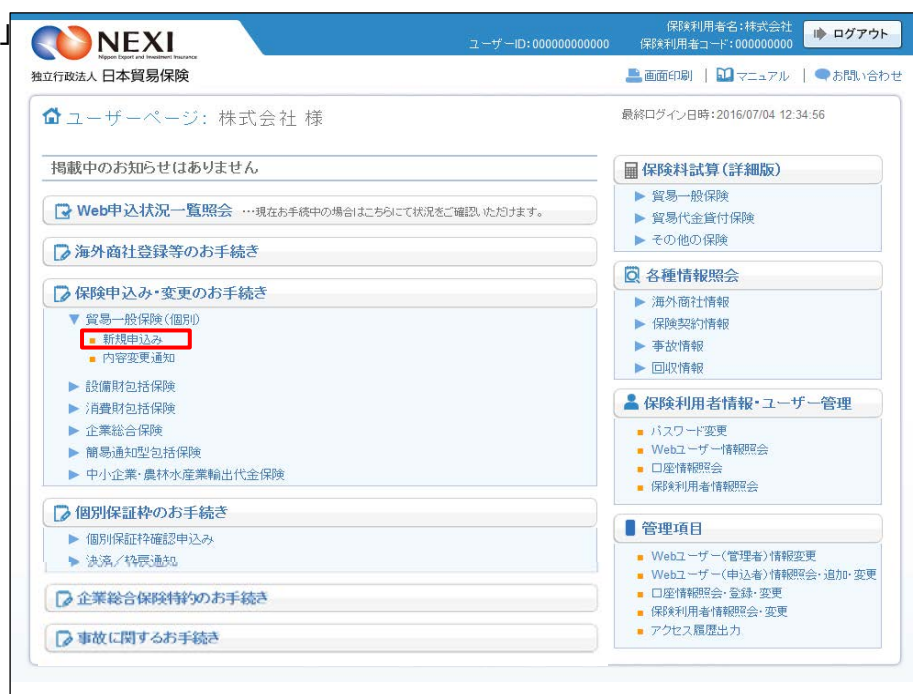 NEXI
Nippon Export and Investment Insurance
独立行政法人 日本貿易保険
ユーザーID:000000000000
保険利用者名:株式会社
保険利用者コード:000000000
ログアウト
画面印刷 | マニュアル | お問い合わせ
ユーザーページ: 株式会社 様
最終ログイン日時:2016/07/04 12:34:56
掲載中のお知らせはありません
Web申込状況一覧照会 …現在お手続中の場合はこちらにて状況をご確認いただけます。
海外商社登録等のお手続き
保険申込み・変更のお手続き
貿易一般保険(個別)
新規申込み
内容変更通知
設備財包括保険
消費財包括保険
企業総合保険
簡易通知型包括保険
中小企業・農林水産業輸出代金保険
個別保証枠のお手続き
個別保証枠確認申込み
決済/枠戻通知
企業総合保険特約のお手続き
事故に関するお手続き
保険料試算(詳細版)
貿易一般保険
貿易代金貸付保険
その他の保険
各種情報照会
海外商社情報
保険契約情報
事故情報
回収情報
保険利用者情報・ユーザー管理
パスワード変更
Webユーザー情報照会
口座情報照会
保険利用者情報照会
管理項目
Webユーザー(管理者)情報変更
Webユーザー(申込者)情報照会・追加・変更
口座情報照会・登録・変更
保険利用者情報照会・変更
アクセス履歴出力